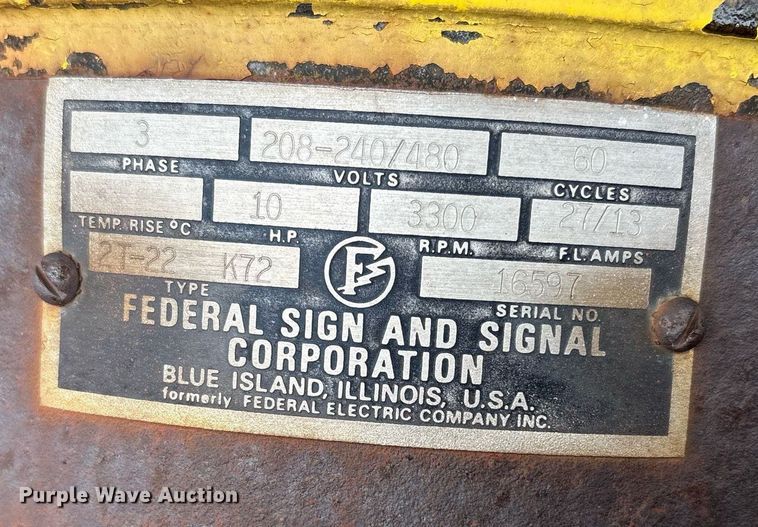 3 208-240/480 60
PHASE VOLTS CYCLES
10 3300 27/13
TEMP. RISE °C H.P. R.P.M. F.L. AMPS
2T-22 K72 F 16597
TYPE SERIAL NO.
FEDERAL SIGN AND SIGNAL
CORPORATION
BLUE ISLAND, ILLINOIS, U.S.A.
formerly FEDERAL ELECTRIC COMPANY, INC.
Purple Wave Auction